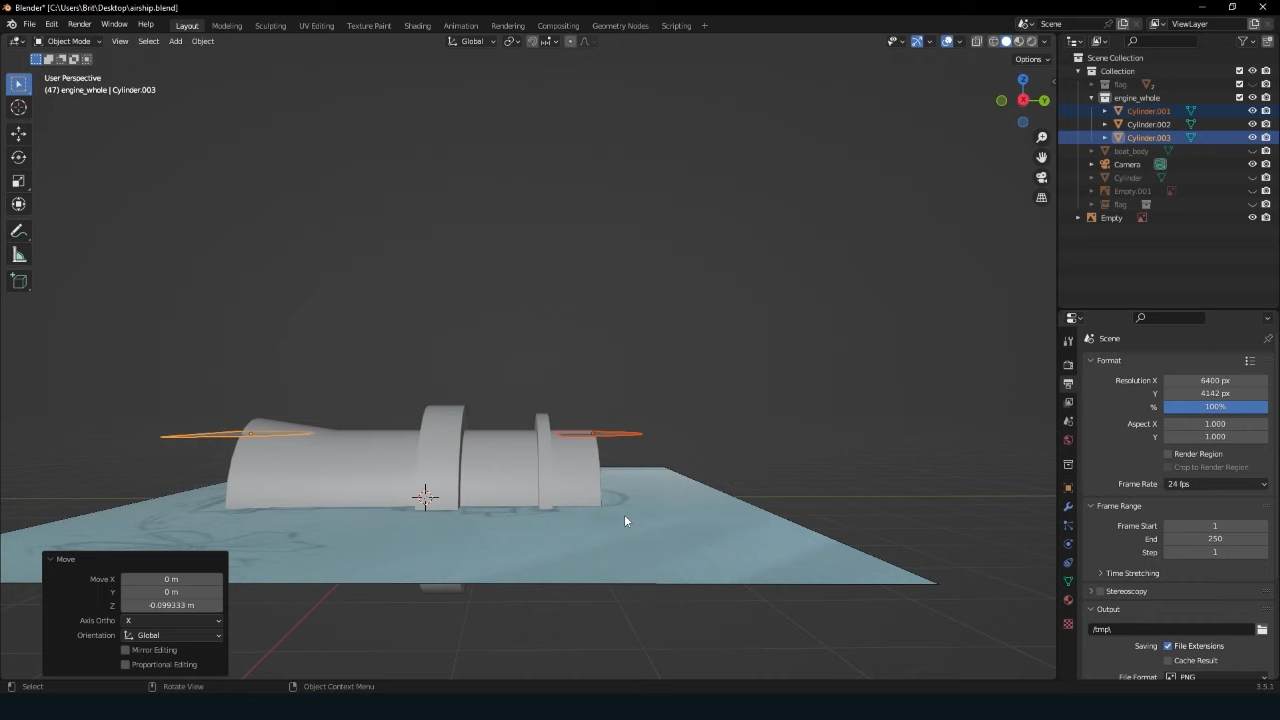 Blender* [C:\Users\Brit\Desktop\airship.blend]
File Edit Render Window Help Layout Modeling Sculpting UV Editing Texture Paint Shading Animation Rendering Compositing Geometry Nodes Scripting + Scene ViewLayer
Object Mode View Select Add Object Global
Options
User Perspective
(47) engine_whole | Cylinder.003
Z
X
Y
Scene Collection
Collection
flag 2
engine_whole
Cylinder.001
Cylinder.002
Cylinder.003
boat_body
Camera
Cylinder
Empty.001
flag
Empty
Scene
Format
Resolution X 6400 px
Y 4142 px
% 100%
Aspect X 1.000
Y 1.000
Render Region
Crop to Render Region
Frame Rate 24 fps
Frame Range
Frame Start 1
End 250
Step 1
Time Stretching
Stereoscopy
Output
/tmp\
Saving File Extensions
Cache Result
File Format PNG
Move
Move X 0 m
Y 0 m
Z -0.099333 m
Axis Ortho X
Orientation Global
Mirror Editing
Proportional Editing
Select Rotate View Object Context Menu 3.5.1